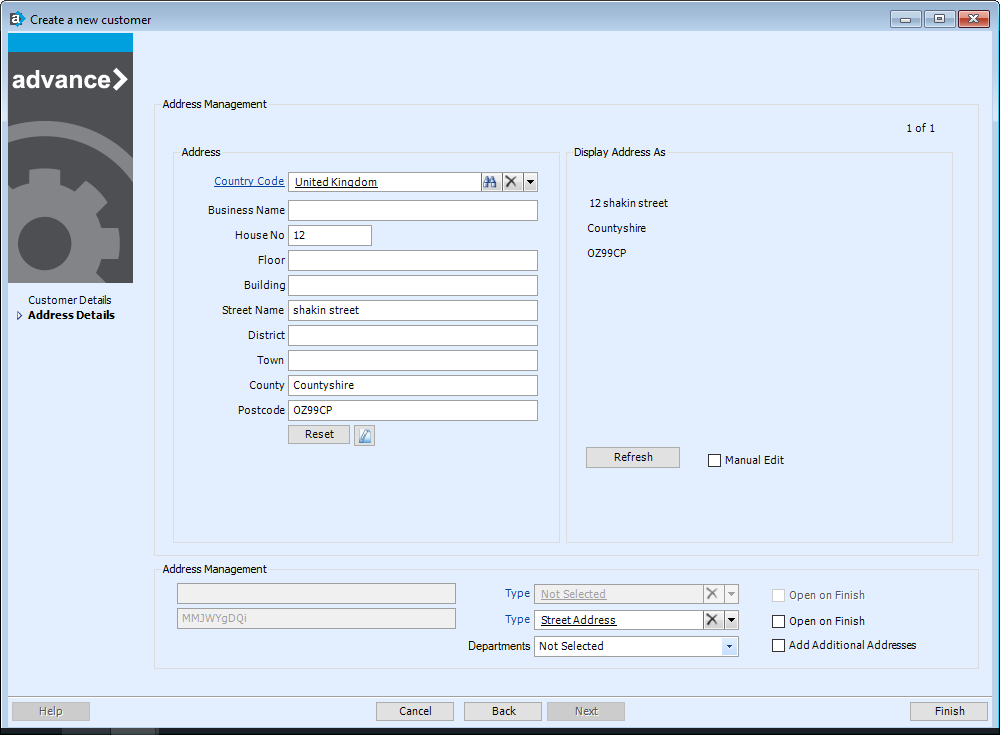 Create a new customer
advance
Customer Details
Address Details
Address Management
1 of 1
Address
Country Code United Kingdom
Business Name
House No 12
Floor
Building
Street Name shakin street
District
Town
County Countyshire
Postcode OZ99CP
Reset
Display Address As
12 shakin street
Countyshire
OZ99CP
Refresh Manual Edit
Address Management
Type Not Selected Open on Finish
MMJWYgDQi Type Street Address Open on Finish
Departments Not Selected Add Additional Addresses
Help Cancel Back Next Finish